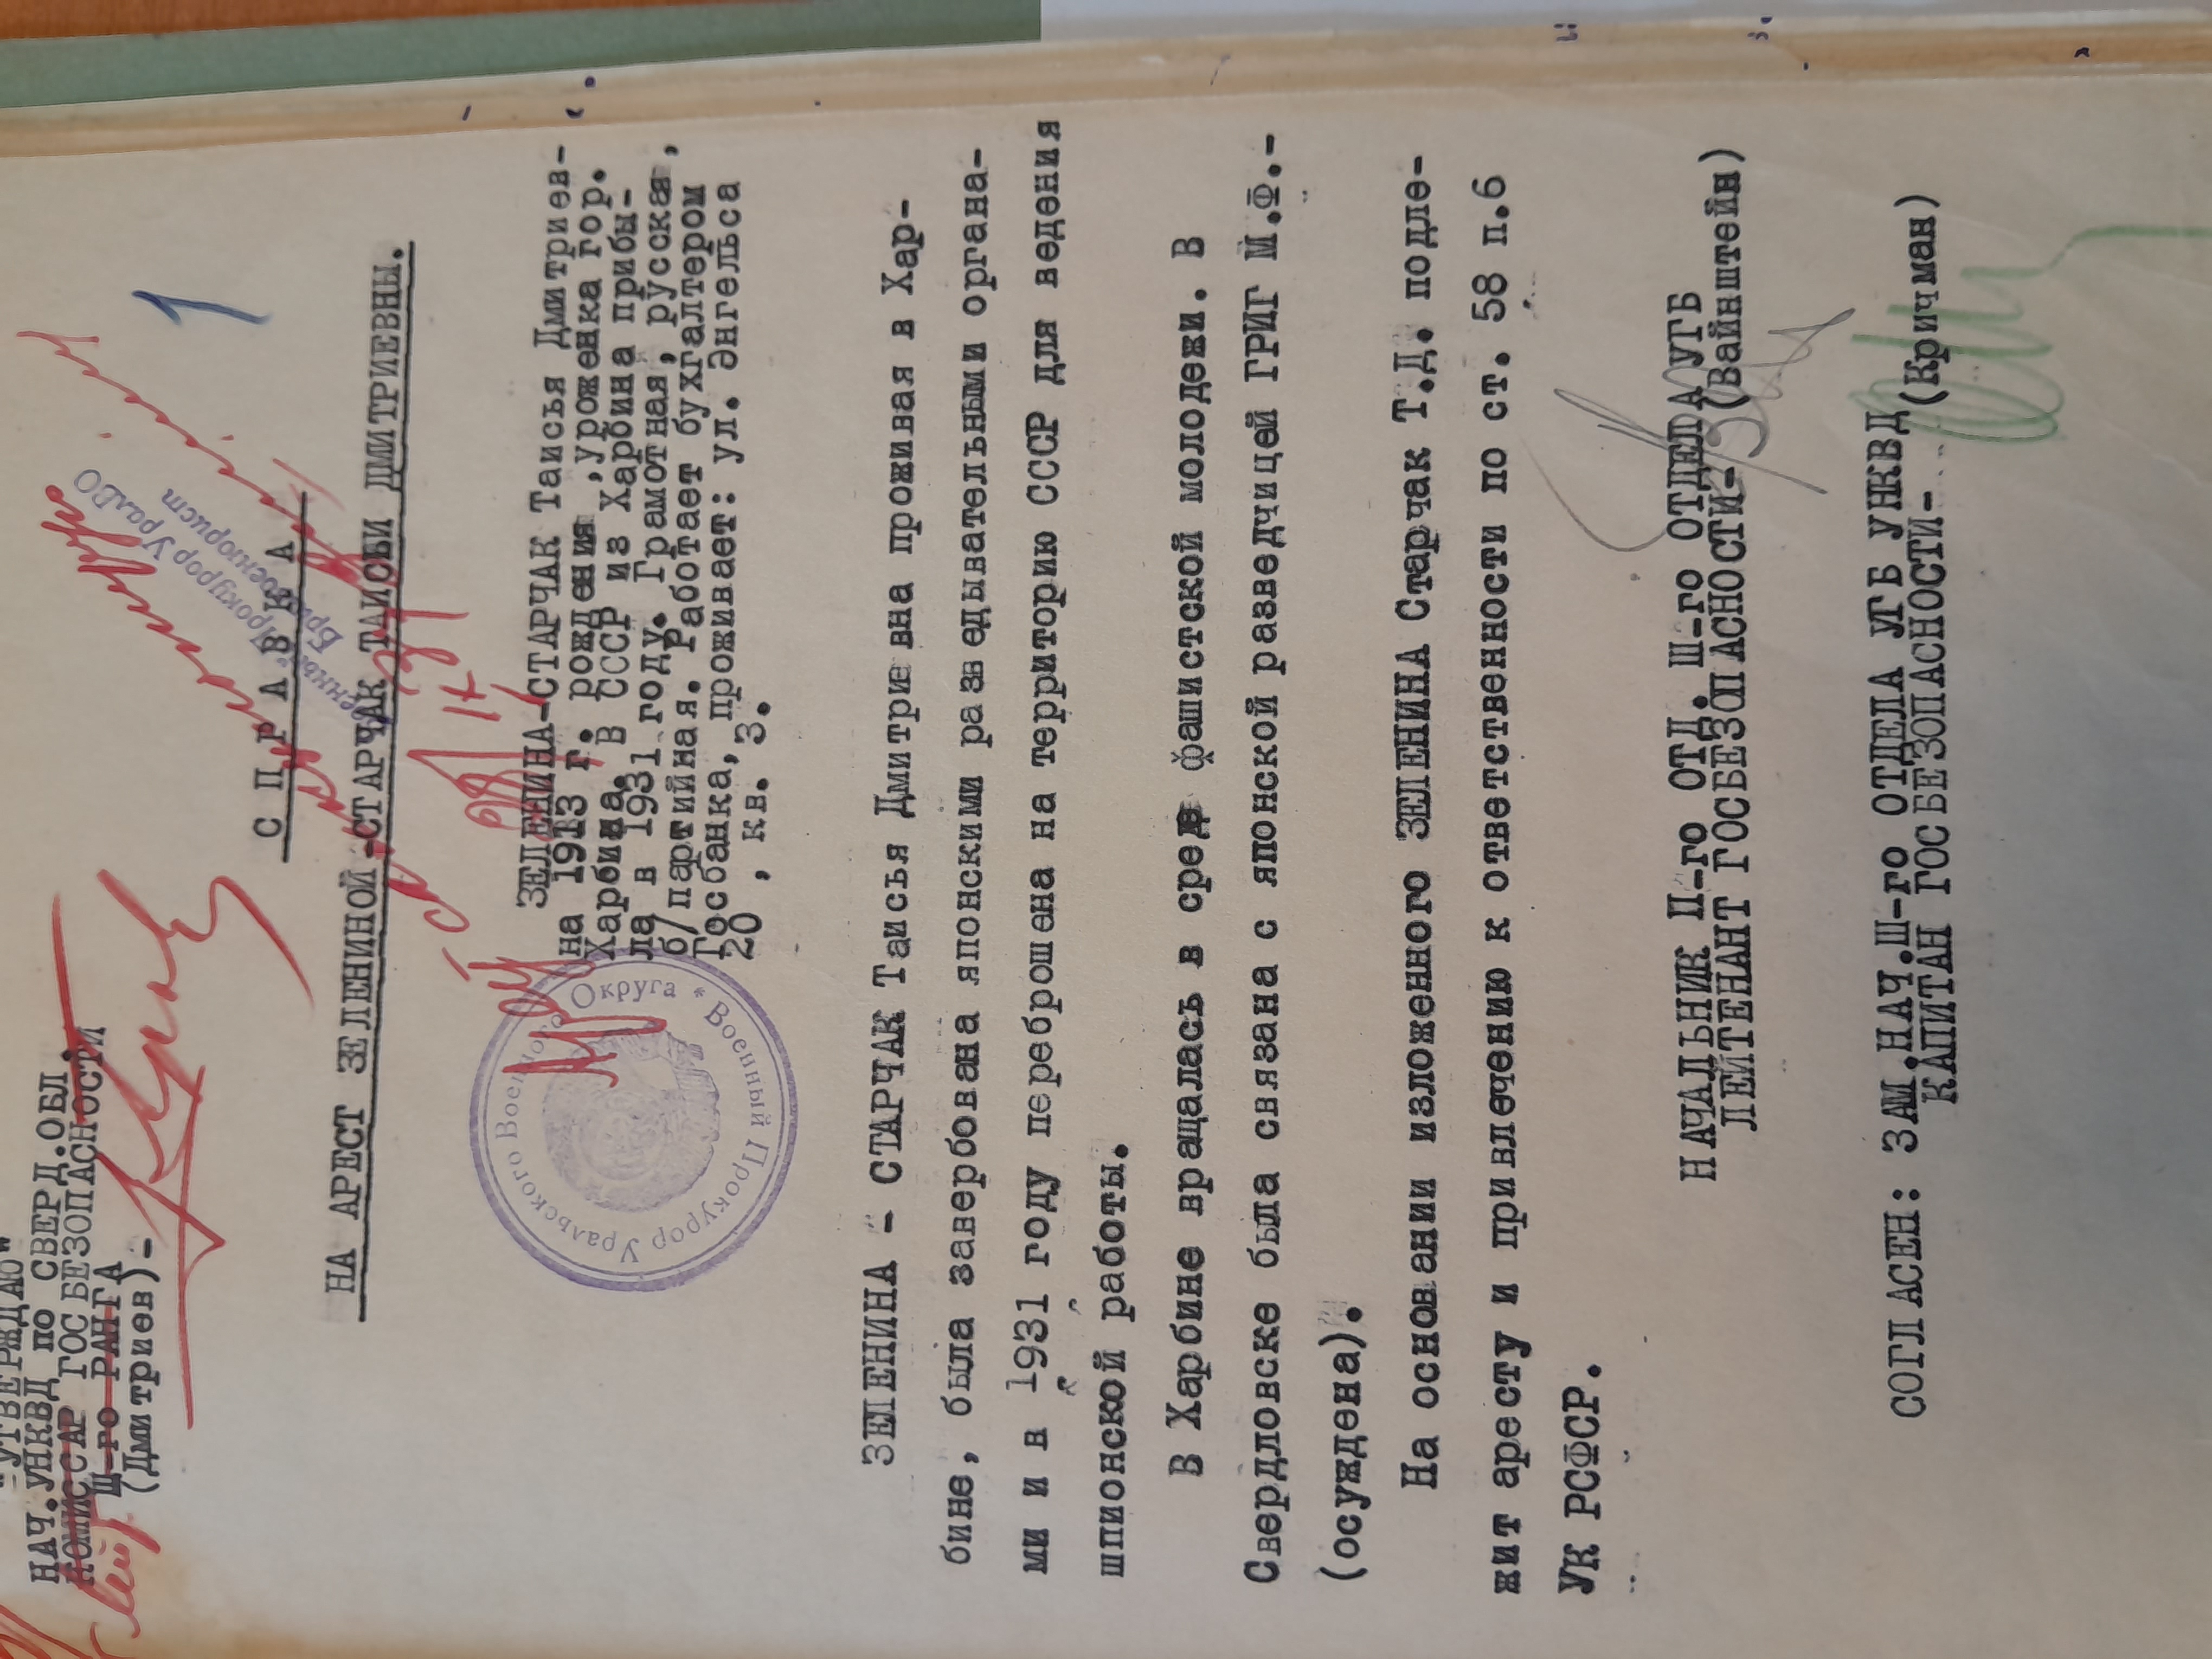 "УТВЕРЖДАЮ"
НАЧ.УНКВД по СВЕРД.ОБЛ.
КОМИССАР ГОСБЕЗОПАСНОСТИ
Ш-го РАНГА
(Дмитриев)-
1
Прокурор УралВО
Бригвоенюрист
С П Р А В К А
НА АРЕСТ ЗЕЛЕНИНОЙ-СТАРЧАК ТАИСЬИ ДМИТРИЕВНЫ.
ЗЕЛЕНИНА-СТАРЧАК Таисья Дмитриев-
на 1913 г. рождения, уроженка гор.
Харбина. В СССР из Харбина прибы-
ла в 1931 году. Грамотная, русская,
б/партийная. Работает бухгалтером
Госбанка, проживает: ул. Энгельса
20, кв. 3.
Военный Прокурор Уральского Военного Округа *
ЗЕЛЕНИНА - СТАРЧАК Таисья Дмитриевна проживая в Хар-
бине, была завербована японскими разведывательными органа-
ми и в 1931 году переброшена на территорию СССР для ведения
шпионской работы.
В Харбине вращалась в среде фашистской молодежи. В
Свердловске была связана с японской разведчицей ГРИГ М.Ф.-
(осуждена).
На основании изложенного ЗЕЛЕНИНА Старчак Т.Д. подле-
жит аресту и привлечению к ответственности по ст. 58 п.6
УК РСФСР.
НАЧАЛЬНИК П-го ОТД. Ш-го ОТДЕЛА УГБ
ЛЕЙТЕНАНТ ГОСБЕЗОПАСНОСТИ- (Вайнштейн)
СОГЛАСЕН: ЗАМ.НАЧ.Ш-го ОТДЕЛА УГБ УНКВД
КАПИТАН ГОСБЕЗОПАСНОСТИ- (Кричман)